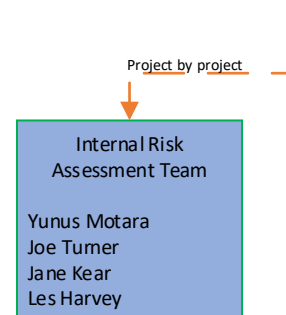 Project by project
Internal Risk
Assessment Team
Yunus Motara
Joe Turner
Jane Kear
Les Harvey